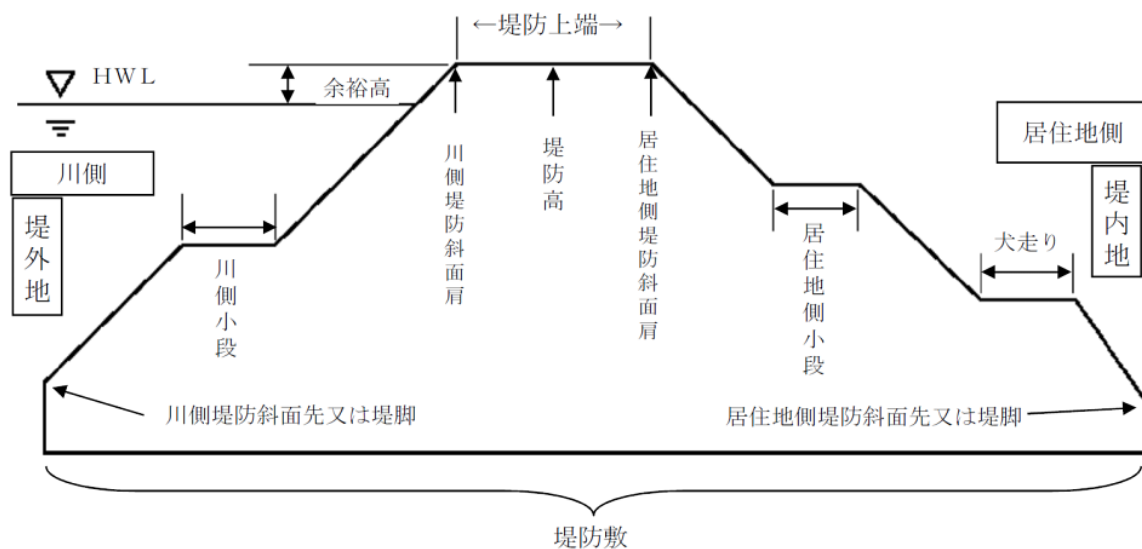 ←堤防上端→
HWL
余裕高
川側
居住地側
堤外地
堤内地
川側堤防斜面肩
堤防高
居住地側堤防斜面肩
川側小段
居住地側小段
犬走り
川側堤防斜面先又は堤脚
居住地側堤防斜面先又は堤脚
堤防敷